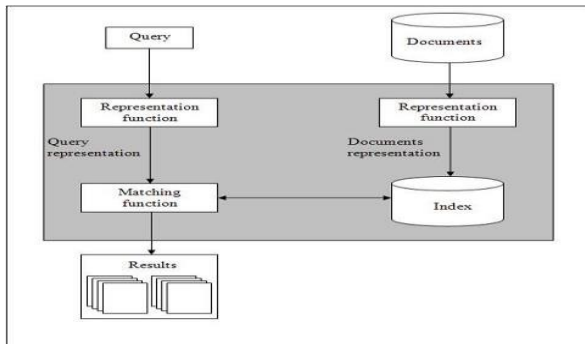 Query
Documents
Representation
function
Representation
function
Query
representation
Documents
representation
Matching
function
Index
Results